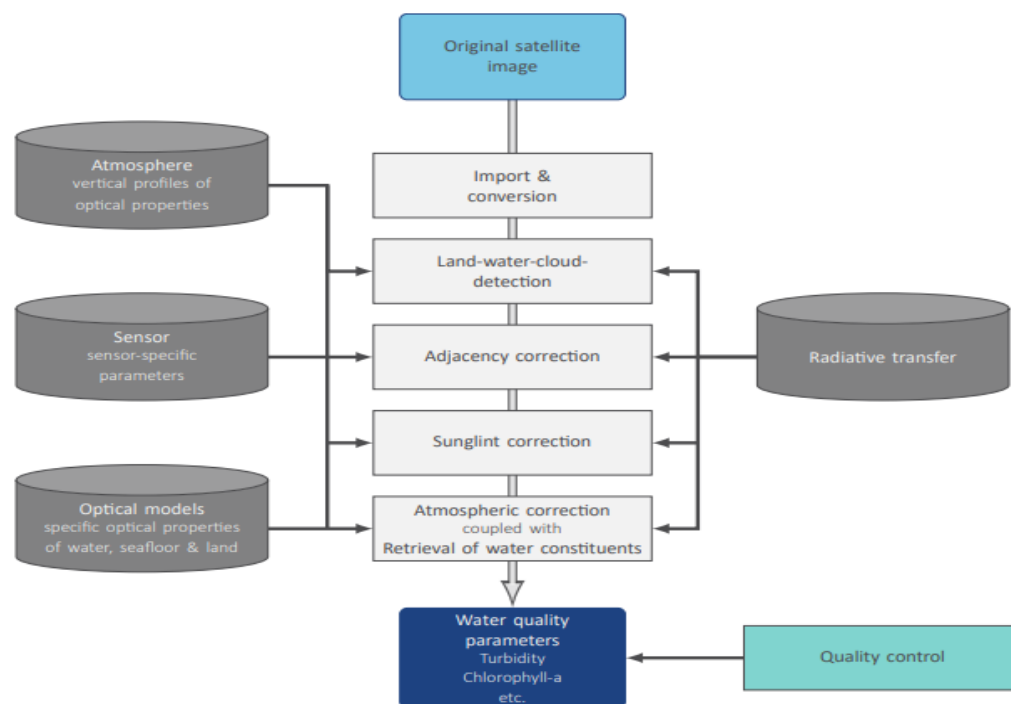 Original satellite
image
Atmosphere
vertical profiles of
optical properties
Import &
conversion
Land-water-cloud-
detection
Sensor
sensor-specific
parameters
Adjacency correction
Radiative transfer
Sunglint correction
Optical models
specific optical properties
of water, seafloor & land
Atmospheric correction
coupled with
Retrieval of water constituents
Water quality
parameters
Turbidity
Chlorophyll-a
etc.
Quality control